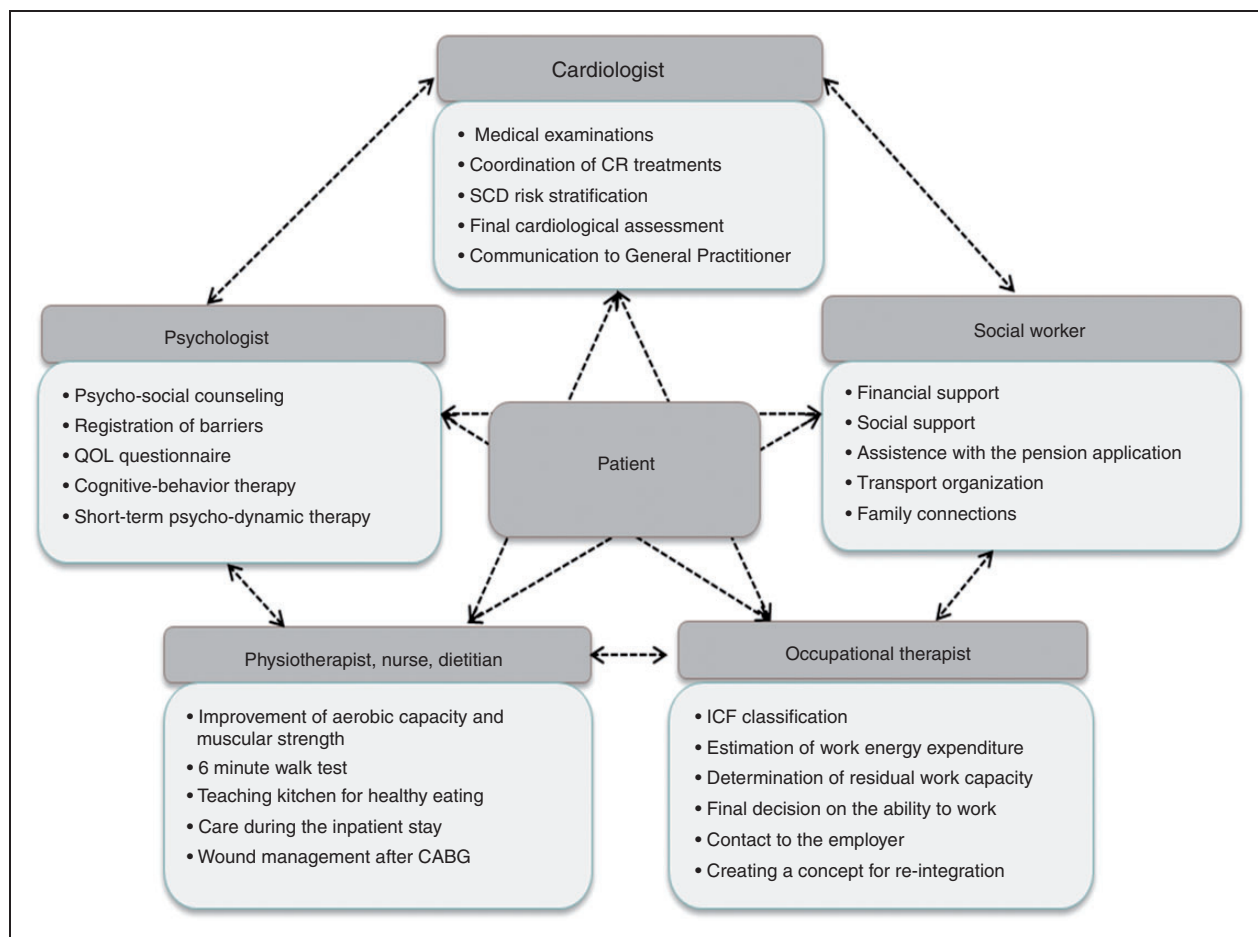 Cardiologist
• Medical examinations
• Coordination of CR treatments
• SCD risk stratification
• Final cardiological assessment
• Communication to General Practitioner
Psychologist
• Psycho-social counseling
• Registration of barriers
• QOL questionnaire
• Cognitive-behavior therapy
• Short-term psycho-dynamic therapy
Patient
Social worker
• Financial support
• Social support
• Assistence with the pension application
• Transport organization
• Family connections
Physiotherapist, nurse, dietitian
• Improvement of aerobic capacity and
muscular strength
• 6 minute walk test
• Teaching kitchen for healthy eating
• Care during the inpatient stay
• Wound management after CABG
Occupational therapist
• ICF classification
• Estimation of work energy expenditure
• Determination of residual work capacity
• Final decision on the ability to work
• Contact to the employer
• Creating a concept for re-integration